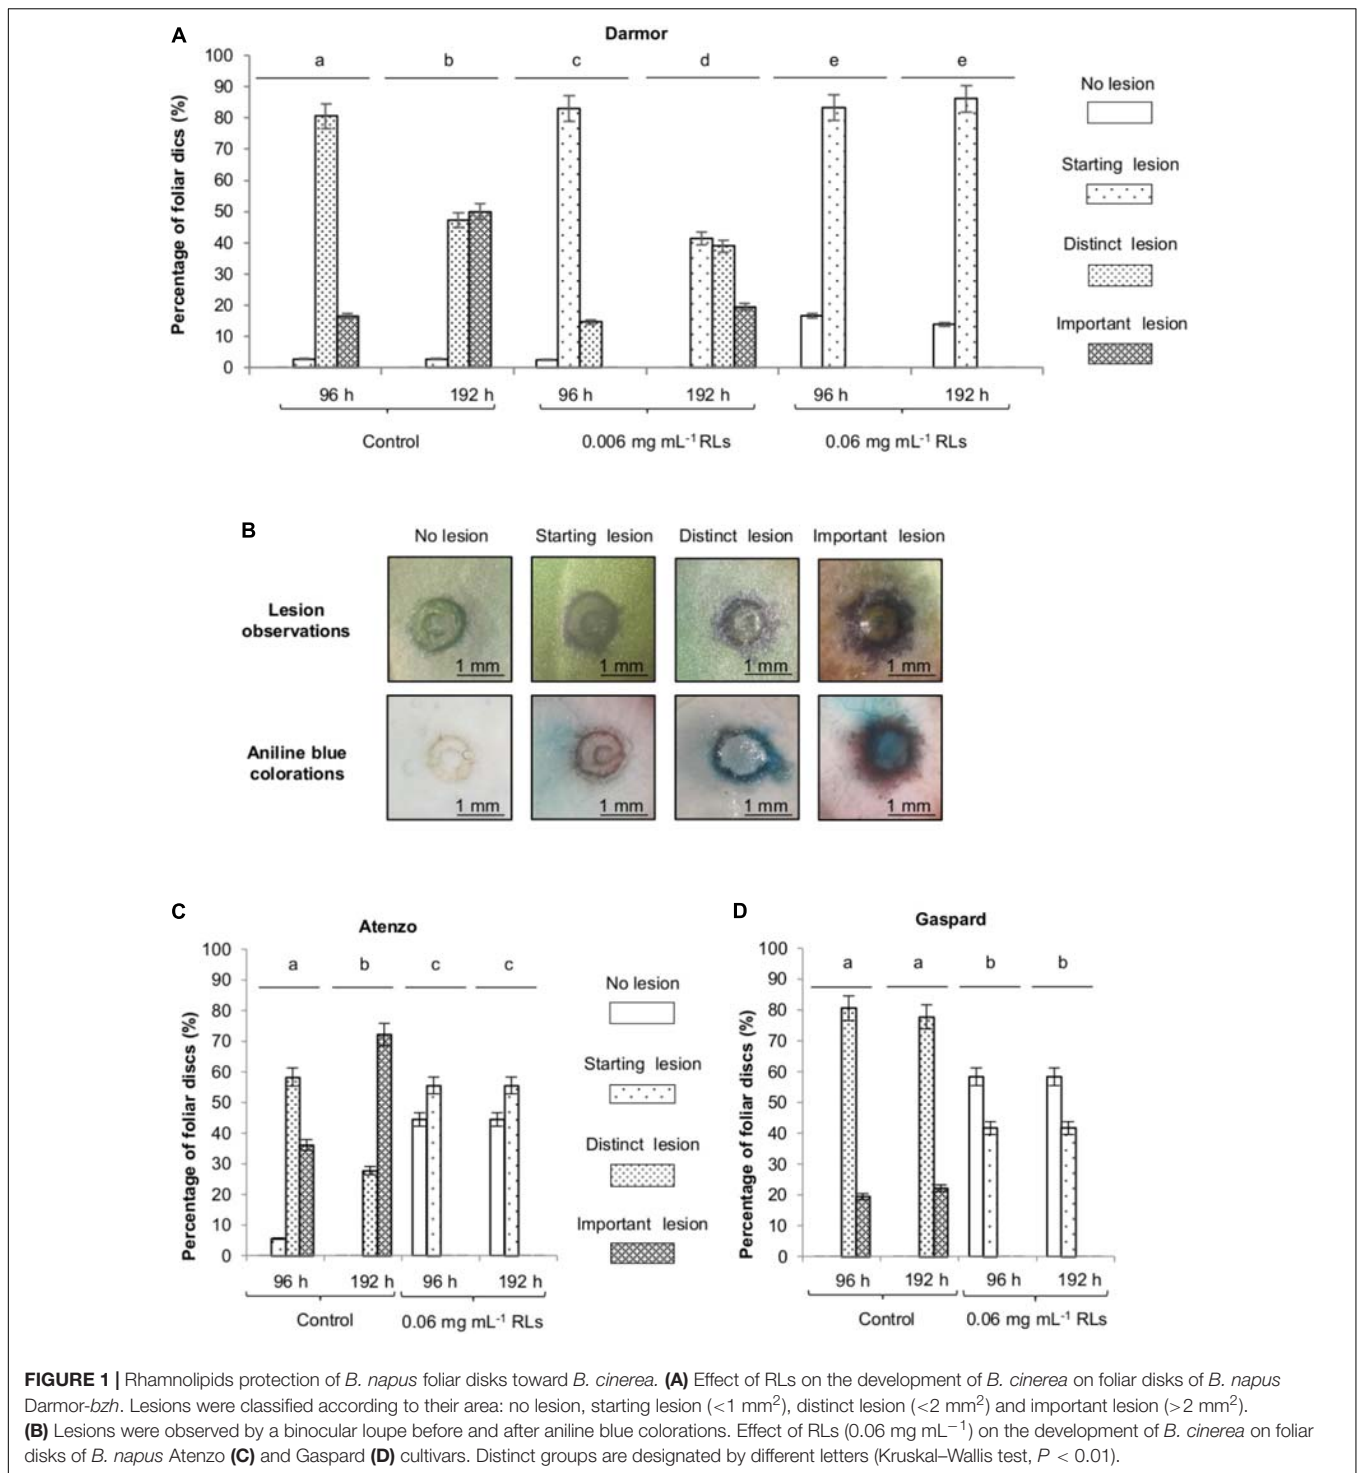 A
Darmor
Percentage of foliar dics (%)
100
90
80
70
60
50
40
30
20
10
0
a b c d e e
96 h 192 h 96 h 192 h 96 h 192 h
Control 0.006 mg mL⁻¹ RLs 0.06 mg mL⁻¹ RLs
No lesion
Starting lesion
Distinct lesion
Important lesion
B
No lesion Starting lesion Distinct lesion Important lesion
Lesion
observations
1 mm 1 mm 1 mm 1 mm
Aniline blue
colorations
1 mm 1 mm 1 mm 1 mm
C
Atenzo
Percentage of foliar discs (%)
100
90
80
70
60
50
40
30
20
10
0
a b c c
96 h 192 h 96 h 192 h
Control 0.06 mg mL⁻¹ RLs
No lesion
Starting lesion
Distinct lesion
Important lesion
D
Gaspard
Percentage of foliar discs (%)
100
90
80
70
60
50
40
30
20
10
0
a a b b
96 h 192 h 96 h 192 h
Control 0.06 mg mL⁻¹ RLs
FIGURE 1 | Rhamnolipids protection of B. napus foliar disks toward B. cinerea. (A) Effect of RLs on the development of B. cinerea on foliar disks of B. napus
Darmor-bzh. Lesions were classified according to their area: no lesion, starting lesion (<1 mm²), distinct lesion (<2 mm²) and important lesion (>2 mm²).
(B) Lesions were observed by a binocular loupe before and after aniline blue colorations. Effect of RLs (0.06 mg mL⁻¹) on the development of B. cinerea on foliar
disks of B. napus Atenzo (C) and Gaspard (D) cultivars. Distinct groups are designated by different letters (Kruskal–Wallis test, P < 0.01).